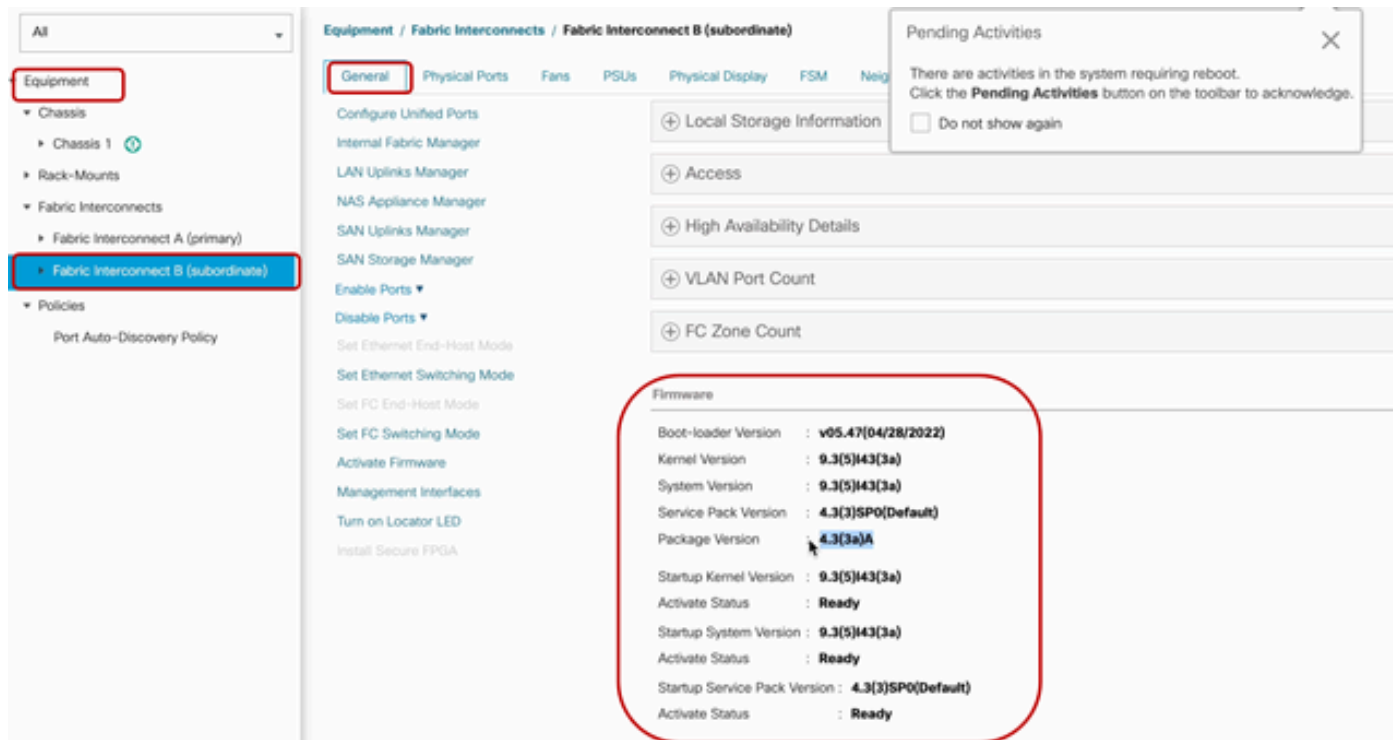 All
Equipment
Chassis
Chassis 1
Rack-Mounts
Fabric Interconnects
Fabric Interconnect A (primary)
Fabric Interconnect B (subordinate)
Policies
Port Auto-Discovery Policy
Equipment / Fabric Interconnects / Fabric Interconnect B (subordinate)
General Physical Ports Fans PSUs Physical Display FSM Neig
Configure Unified Ports
Internal Fabric Manager
LAN Uplinks Manager
NAS Appliance Manager
SAN Uplinks Manager
SAN Storage Manager
Enable Ports
Disable Ports
Set Ethernet End-Host Mode
Set Ethernet Switching Mode
Set FC End-Host Mode
Set FC Switching Mode
Activate Firmware
Management Interfaces
Turn on Locator LED
Install Secure FPGA
Local Storage Information
Access
High Availability Details
VLAN Port Count
FC Zone Count
Firmware
Boot-loader Version : v05.47(04/28/2022)
Kernel Version : 9.3(5)I43(3a)
System Version : 9.3(5)I43(3a)
Service Pack Version : 4.3(3)SP0(Default)
Package Version : 4.3(3a)A
Startup Kernel Version : 9.3(5)I43(3a)
Activate Status : Ready
Startup System Version : 9.3(5)I43(3a)
Activate Status : Ready
Startup Service Pack Version : 4.3(3)SP0(Default)
Activate Status : Ready
Pending Activities
There are activities in the system requiring reboot.
Click the Pending Activities button on the toolbar to acknowledge.
Do not show again